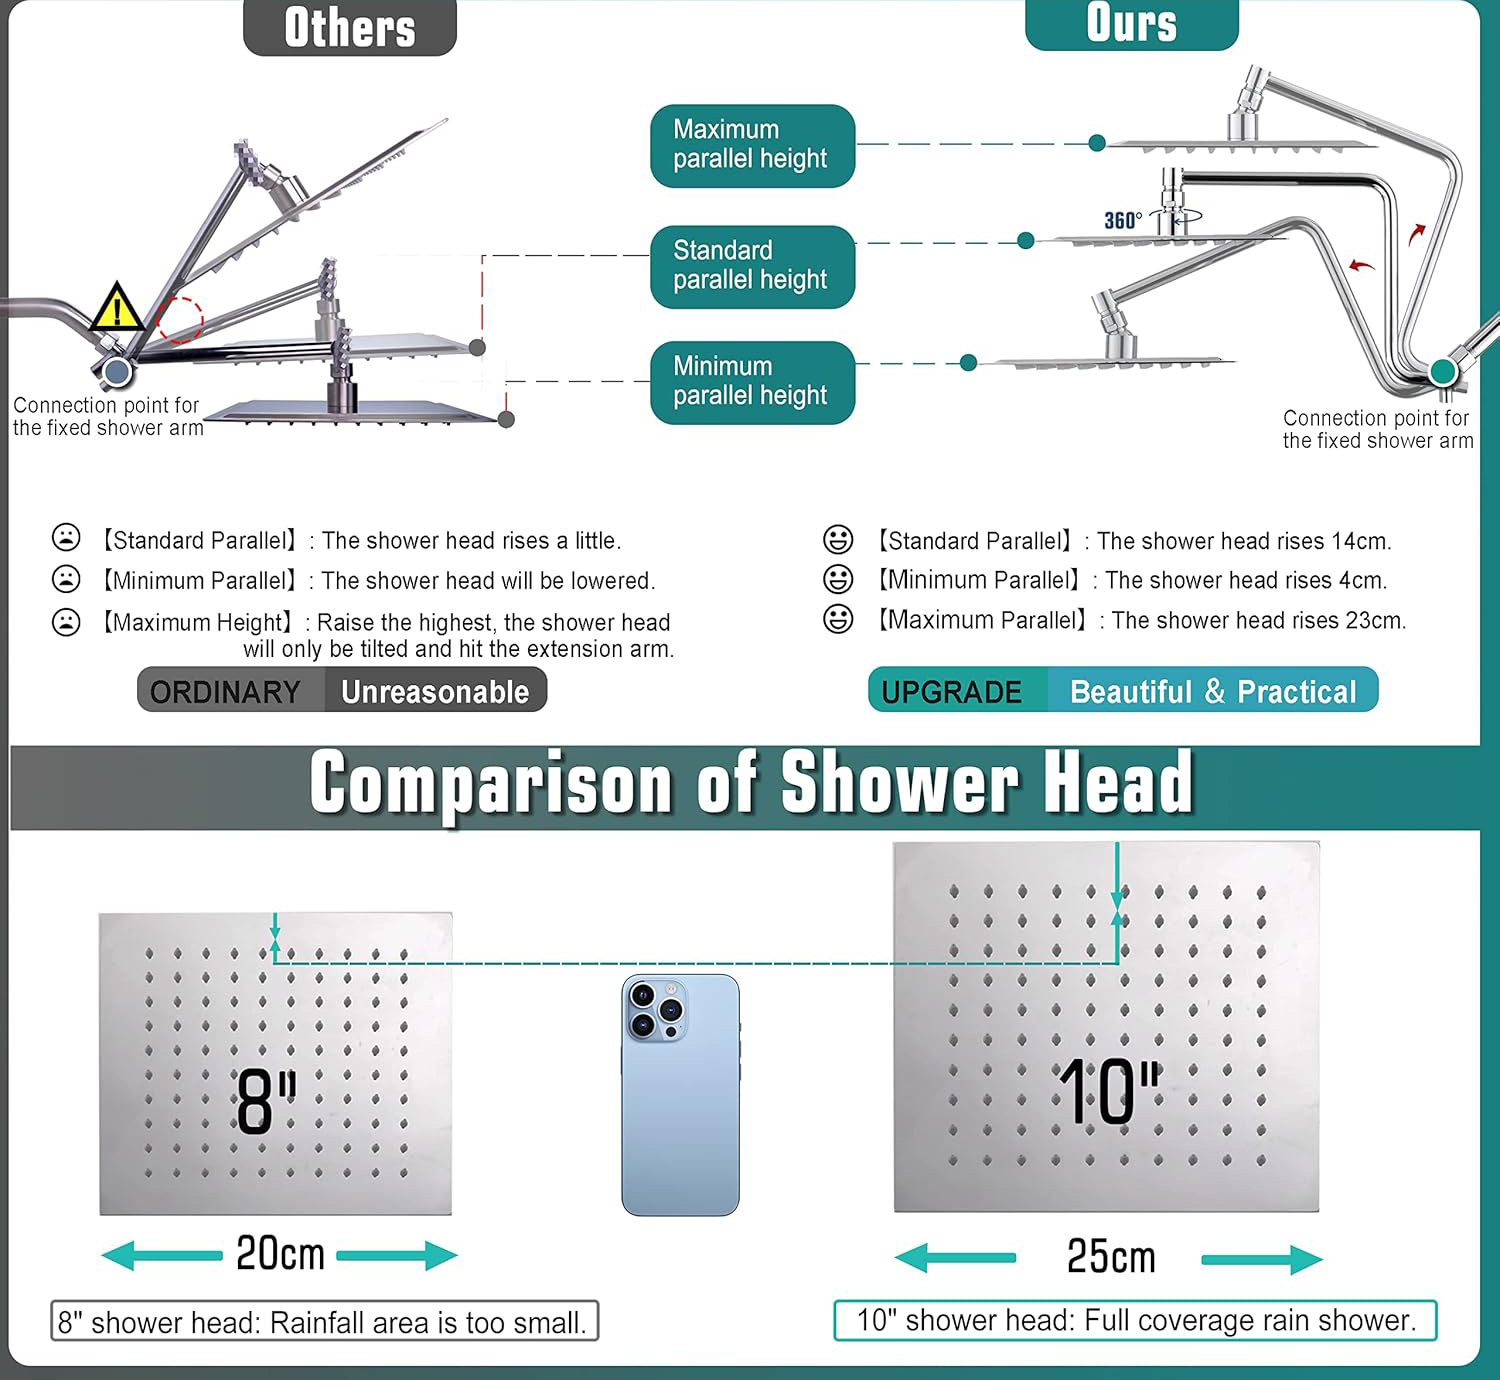 Others
Ours
Maximum
parallel height
Standard
parallel height
360°
Minimum
parallel height
Connection point for
the fixed shower arm
Connection point for
the fixed shower arm
【Standard Parallel】: The shower head rises a little.
【Minimum Parallel】: The shower head will be lowered.
【Maximum Height】: Raise the highest, the shower head
will only be tilted and hit the extension arm.
ORDINARY Unreasonable
【Standard Parallel】: The shower head rises 14cm.
【Minimum Parallel】: The shower head rises 4cm.
【Maximum Parallel】: The shower head rises 23cm.
UPGRADE Beautiful & Practical
Comparison of Shower Head
8"
10"
20cm
25cm
8" shower head: Rainfall area is too small.
10" shower head: Full coverage rain shower.